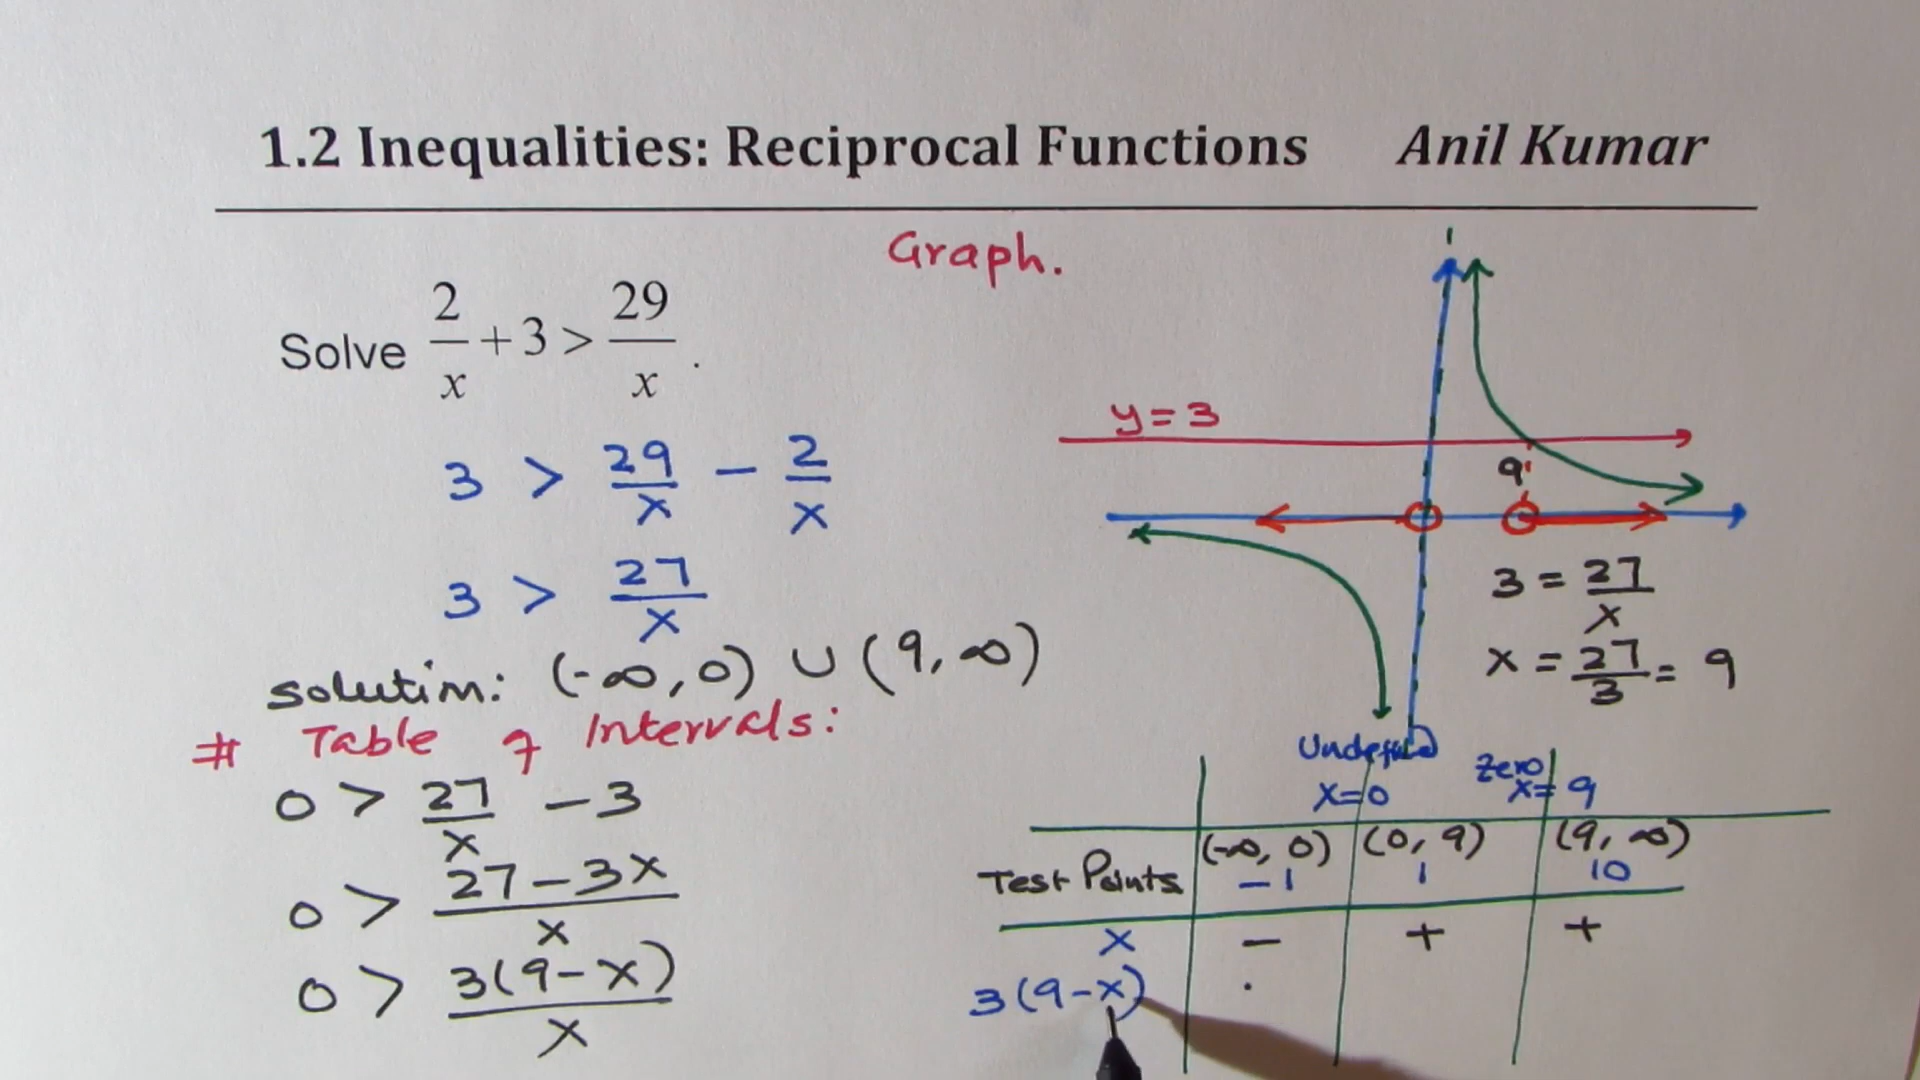 1.2 Inequalities: Reciprocal Functions Anil Kumar
Graph.
Solve 2/x + 3 > 29/x .
3 > 29/x - 2/x
3 > 27/x
Solution: (-∞, 0) ∪ (9, ∞)
# Table of Intervals:
0 > 27/x - 3
0 > (27 - 3x)/x
0 > 3(9 - x)/x
y = 3
9
3 = 27/x
x = 27/3 = 9
Undefined Zero
x=0 x=9
(-∞, 0) (0, 9) (9, ∞)
Test Points -1 1 10
x - + +
3(9-x)